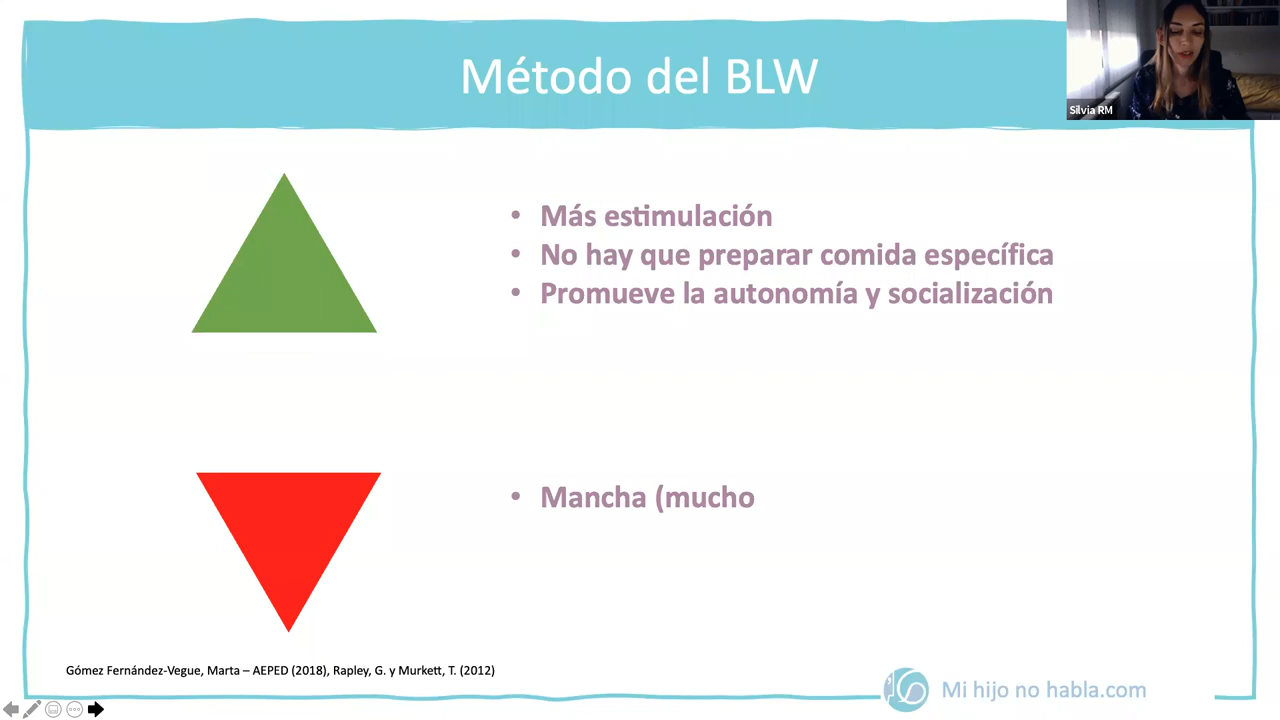 Método del BLW
Silvia RM
• Más estimulación
• No hay que preparar comida específica
• Promueve la autonomía y socialización
• Mancha (mucho
Gómez Fernández-Vegue, Marta – AEPED (2018), Rapley, G. y Murkett, T. (2012)
Mi hijo no habla.com